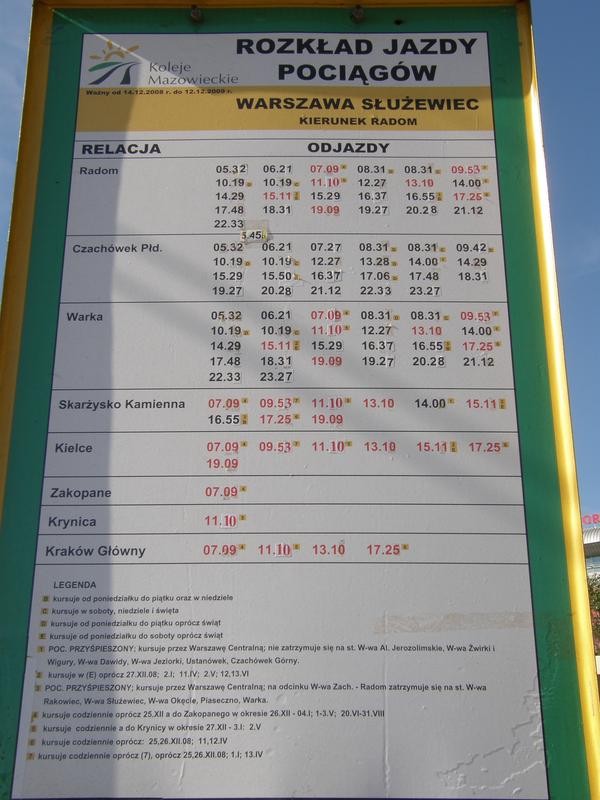 Koleje
Mazowieckie
ROZKŁAD JAZDY
POCIĄGÓW
Ważny od 14.12.2008 r. do 12.12.2009 r.
WARSZAWA SŁUŻEWIEC
KIERUNEK RADOM
RELACJA ODJAZDY
Radom 05.32 06.21 07.09 08.31 08.31 09.53
10.19 10.19 11.10 12.27 13.10 14.00
14.29 15.11 15.29 16.37 16.55 17.25
17.48 18.31 19.09 19.27 20.28 21.12
22.33
5.45
Czachówek Płd. 05.32 06.21 07.27 08.31 08.31 09.42
10.19 10.19 12.27 13.28 14.00 14.29
15.29 15.50 16.37 17.06 17.48 18.31
19.27 20.28 21.12 22.33 23.27
Warka 05.32 06.21 07.09 08.31 08.31 09.53
10.19 10.19 11.10 12.27 13.10 14.00
14.29 15.11 15.29 16.37 16.55 17.25
17.48 18.31 19.09 19.27 20.28 21.12
22.33 23.27
Skarżysko Kamienna 07.09 09.53 11.10 13.10 14.00 15.11
16.55 17.25 19.09
Kielce 07.09 09.53 11.10 13.10 15.11 17.25
19.09
Zakopane 07.09
Krynica 11.10
Kraków Główny 07.09 11.10 13.10 17.25
LEGENDA
B kursuje od poniedziałku do piątku oraz w niedziele
C kursuje w soboty, niedziele i święta
D kursuje od poniedziałku do piątku oprócz świąt
E kursuje od poniedziałku do soboty oprócz świąt
1 POC. PRZYŚPIESZONY; kursuje przez Warszawę Centralną; nie zatrzymuje się na st. W-wa Al. Jerozolimskie, W-wa Żwirki i
Wigury, W-wa Dawidy, W-wa Jeziorki, Ustanówek, Czachówek Górny.
2 kursuje w (E) oprócz 27.XII.08; 2.I; 11.IV; 2.V; 12,13.VI
3 POC. PRZYŚPIESZONY; kursuje przez Warszawę Centralną; na odcinku W-wa Zach. - Radom zatrzymuje się na st. W-wa
Rakowiec, W-wa Służewiec, W-wa Okęcie, Piaseczno, Warka.
4 kursuje codziennie oprócz 25.XII a do Zakopanego w okresie 26.XII - 04.I; 1-3.V; 20.VI-31.VIII
5 kursuje codziennie a do Krynicy w okresie 27.XII - 3.I: 2.V
6 kursuje codziennie oprócz: 25,26.XII.08; 11,12.IV
7 kursuje codziennie oprócz (7), oprócz 25,26.XII.08; 1.I; 13.IV